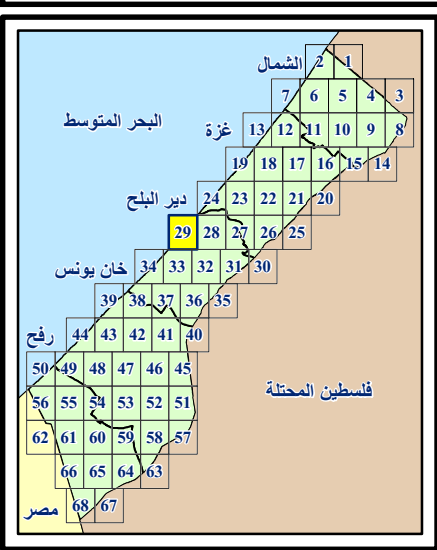 الشمال 2 1
7 6 5 4 3
البحر المتوسط غزة 13 12 11 10 9 8
19 18 17 16 15 14
دير البلح 24 23 22 21 20
29 28 27 26 25
خان يونس 34 33 32 31 30
39 38 37 36 35
رفح 44 43 42 41 40
50 49 48 47 46 45
فلسطين المحتلة
56 55 54 53 52 51
62 61 60 59 58 57
66 65 64 63
مصر 68 67